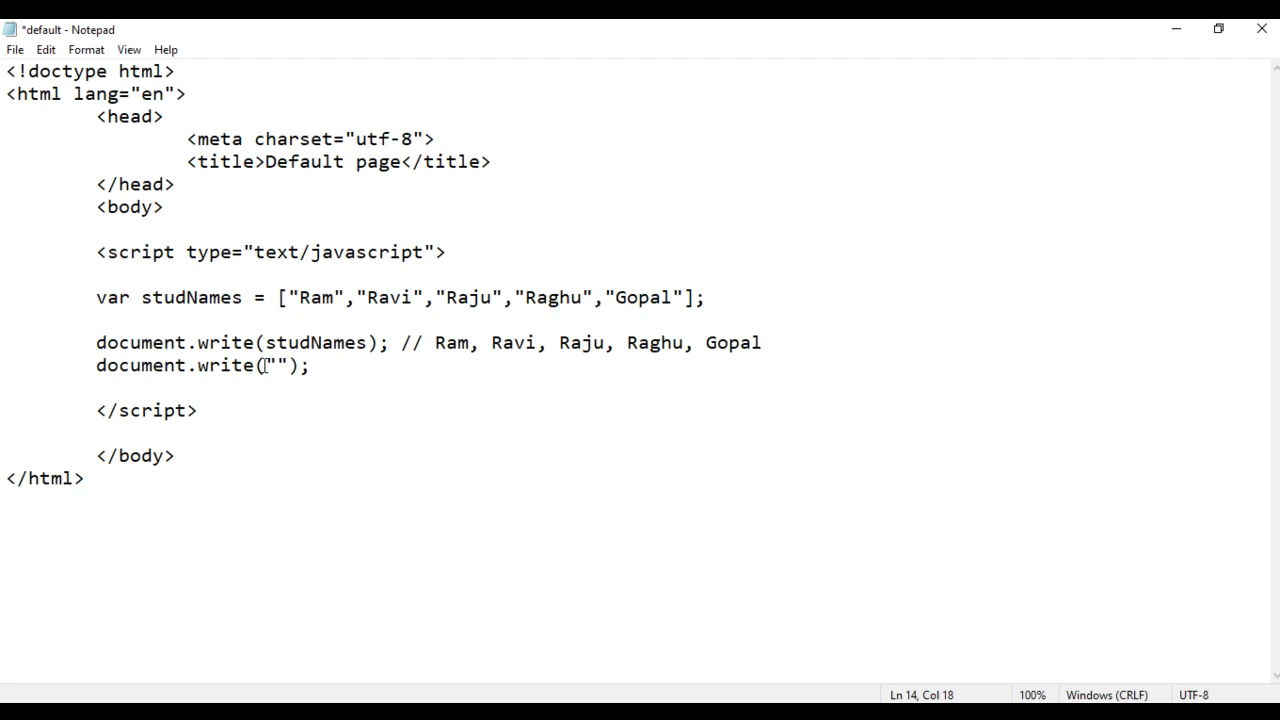 *default - Notepad
File Edit Format View Help
<!doctype html>
<html lang="en">
<head>
<meta charset="utf-8">
<title>Default page</title>
</head>
<body>
<script type="text/javascript">
var studNames = ["Ram","Ravi","Raju","Raghu","Gopal"];
document.write(studNames); // Ram, Ravi, Raju, Raghu, Gopal
document.write("");
</script>
</body>
</html>
Ln 14, Col 18 100% Windows (CRLF) UTF-8